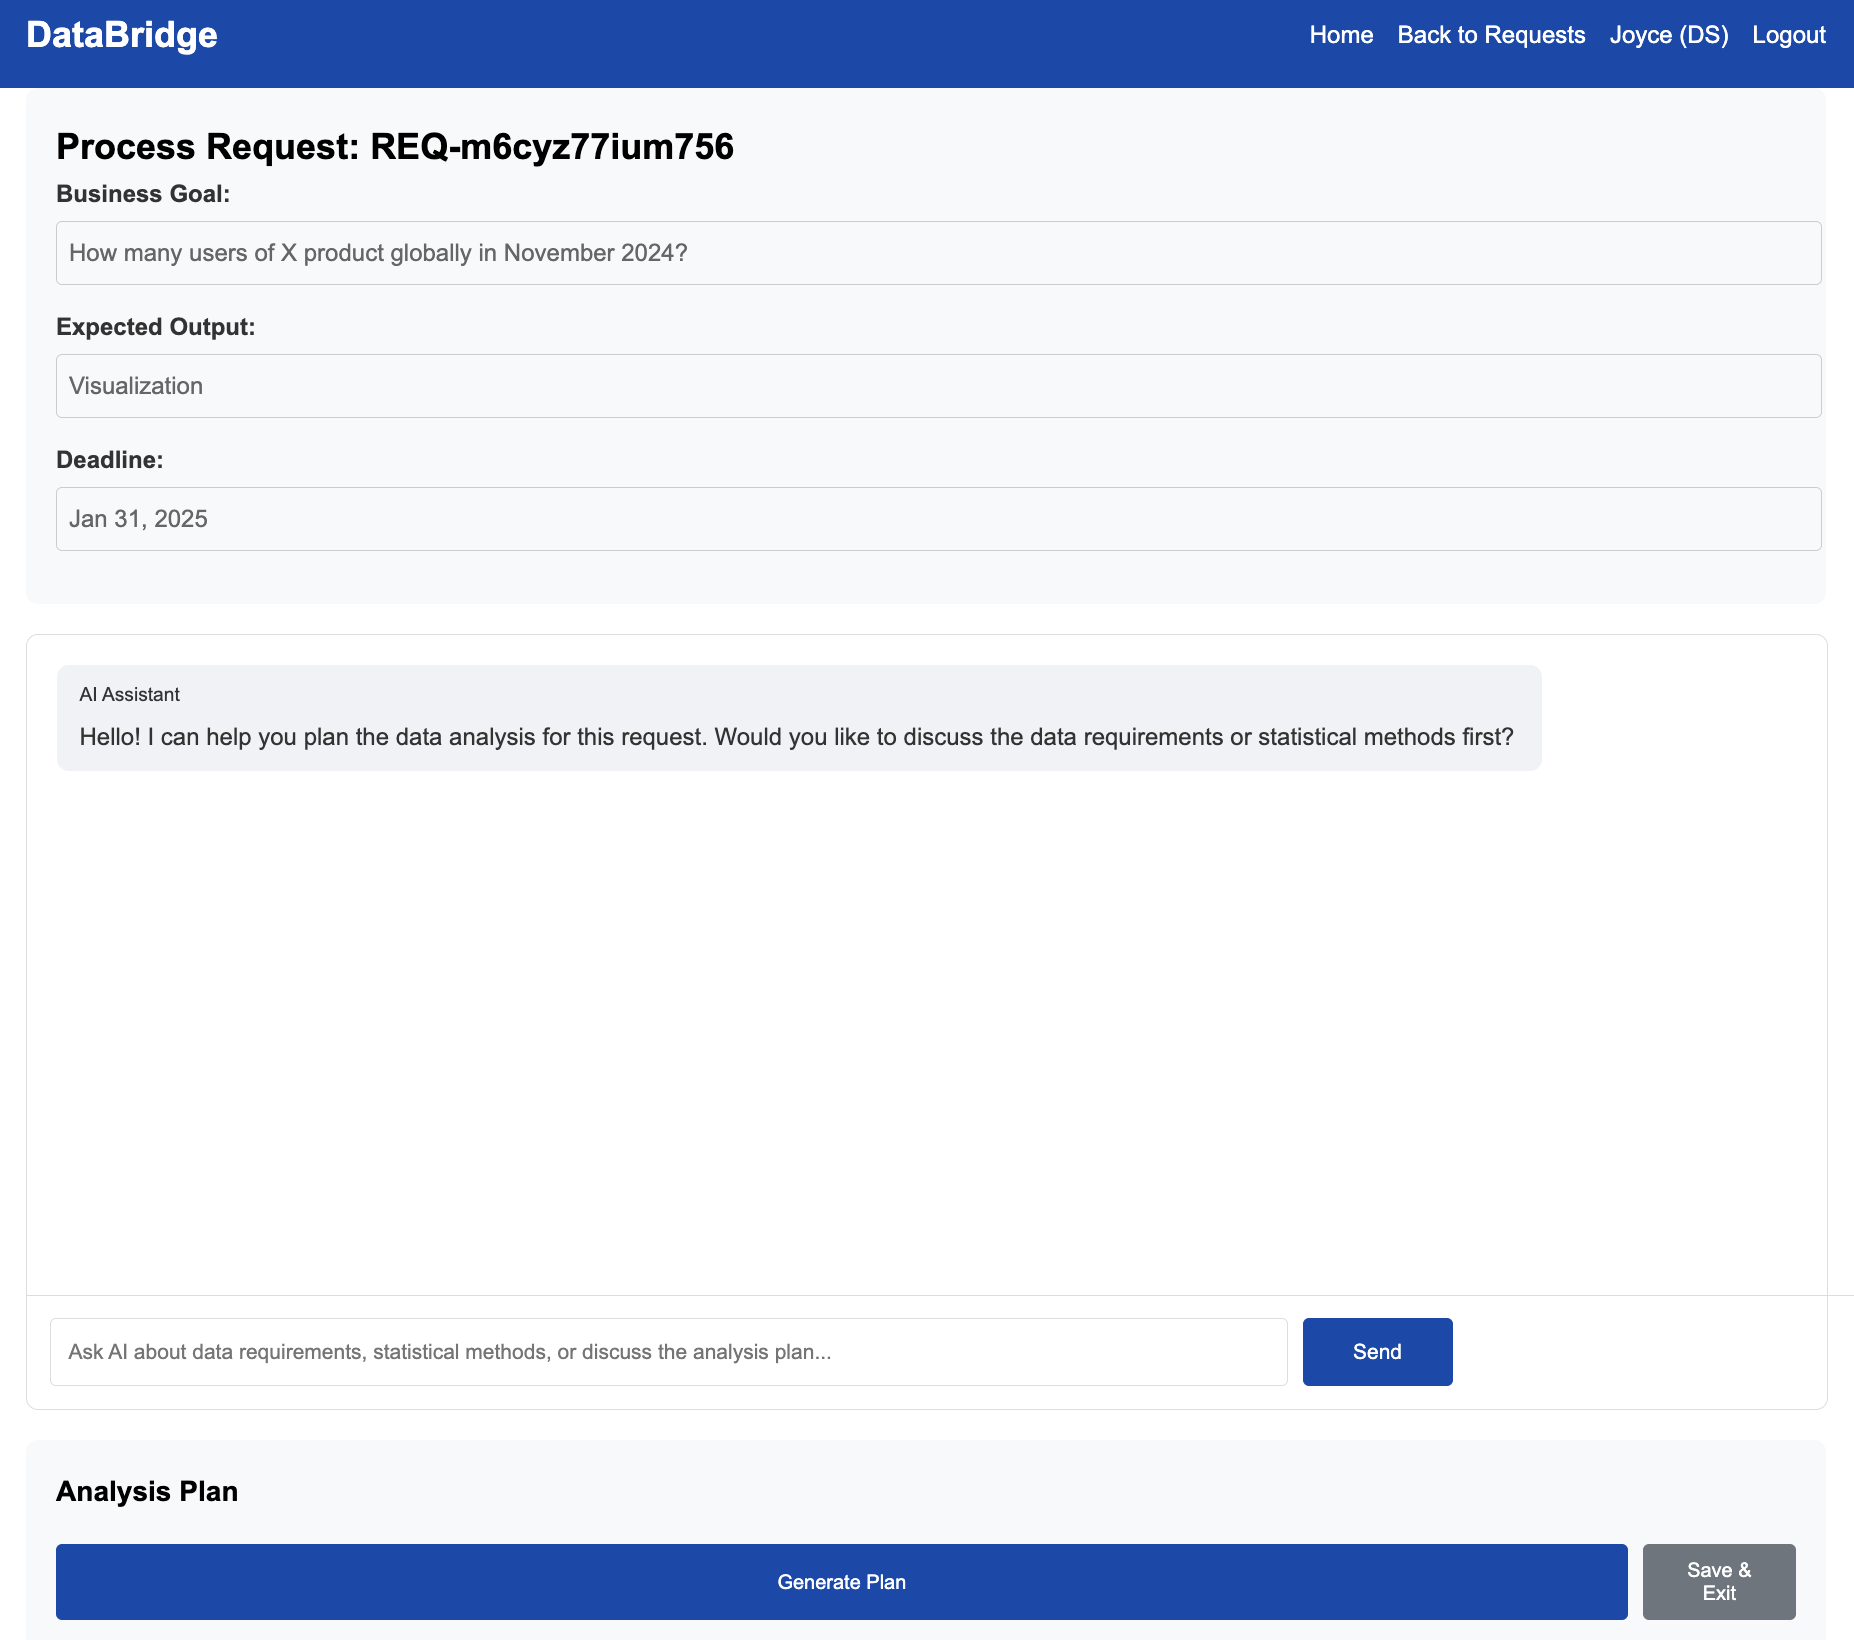 DataBridge
Home Back to Requests Joyce (DS) Logout
Process Request: REQ-m6cyz77ium756
Business Goal:
How many users of X product globally in November 2024?
Expected Output:
Visualization
Deadline:
Jan 31, 2025
AI Assistant
Hello! I can help you plan the data analysis for this request. Would you like to discuss the data requirements or statistical methods first?
Ask AI about data requirements, statistical methods, or discuss the analysis plan...
Send
Analysis Plan
Generate Plan
Save &
Exit